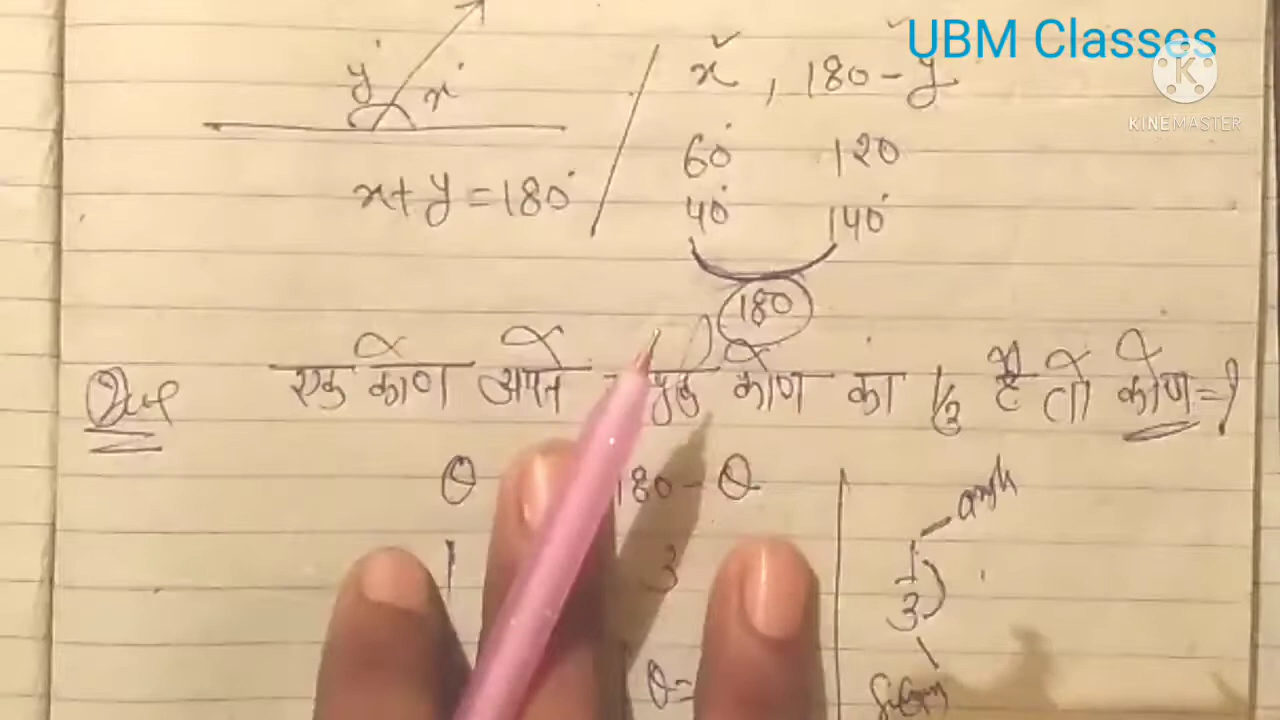 UBM Classes
KINEMASTER
y° x° x , 180 - y
60° 120
x + y = 180° 40° 140°
180
Que एक कोण अपने कोण का 1/3 है तो कोण = ?
θ 180 - θ
angle
1 3 1
3
θ =